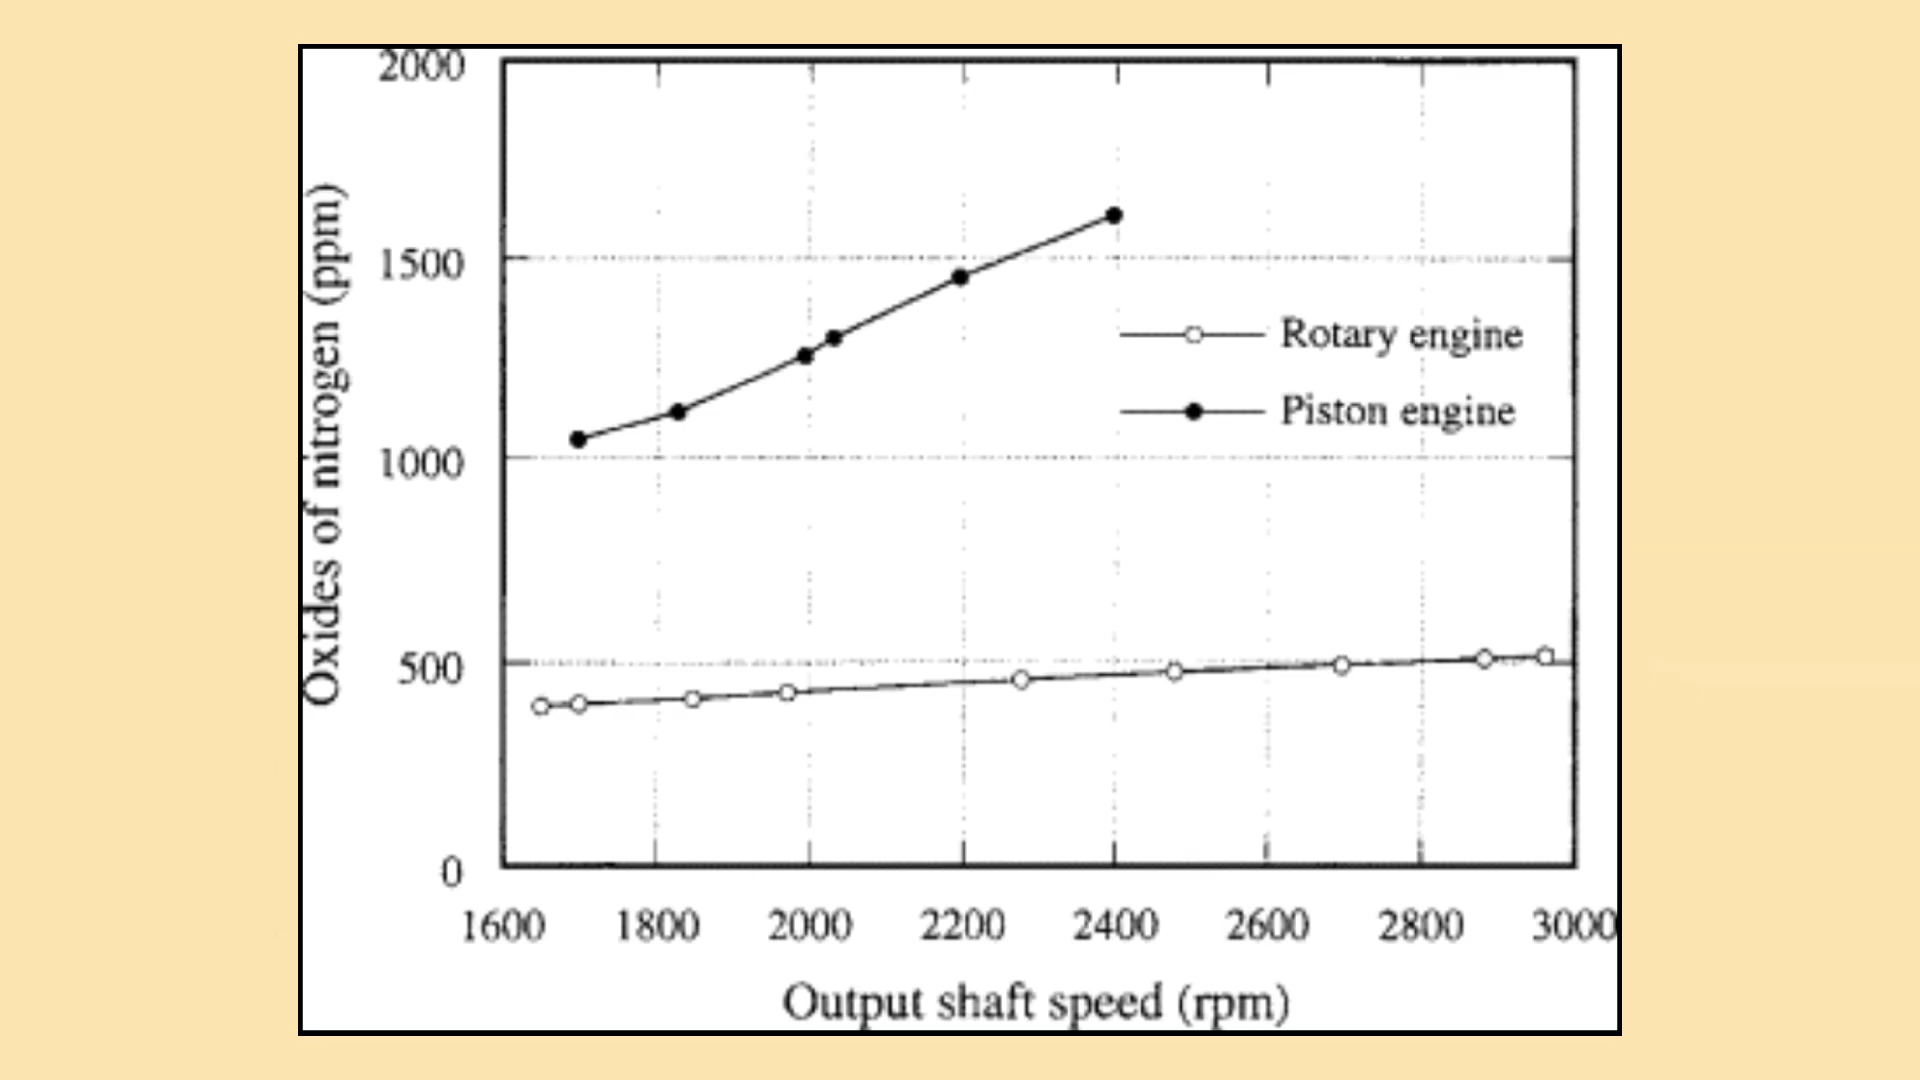 2000
1500
1000
500
0
Oxides of nitrogen (ppm)
Rotary engine
Piston engine
1600 1800 2000 2200 2400 2600 2800 3000
Output shaft speed (rpm)